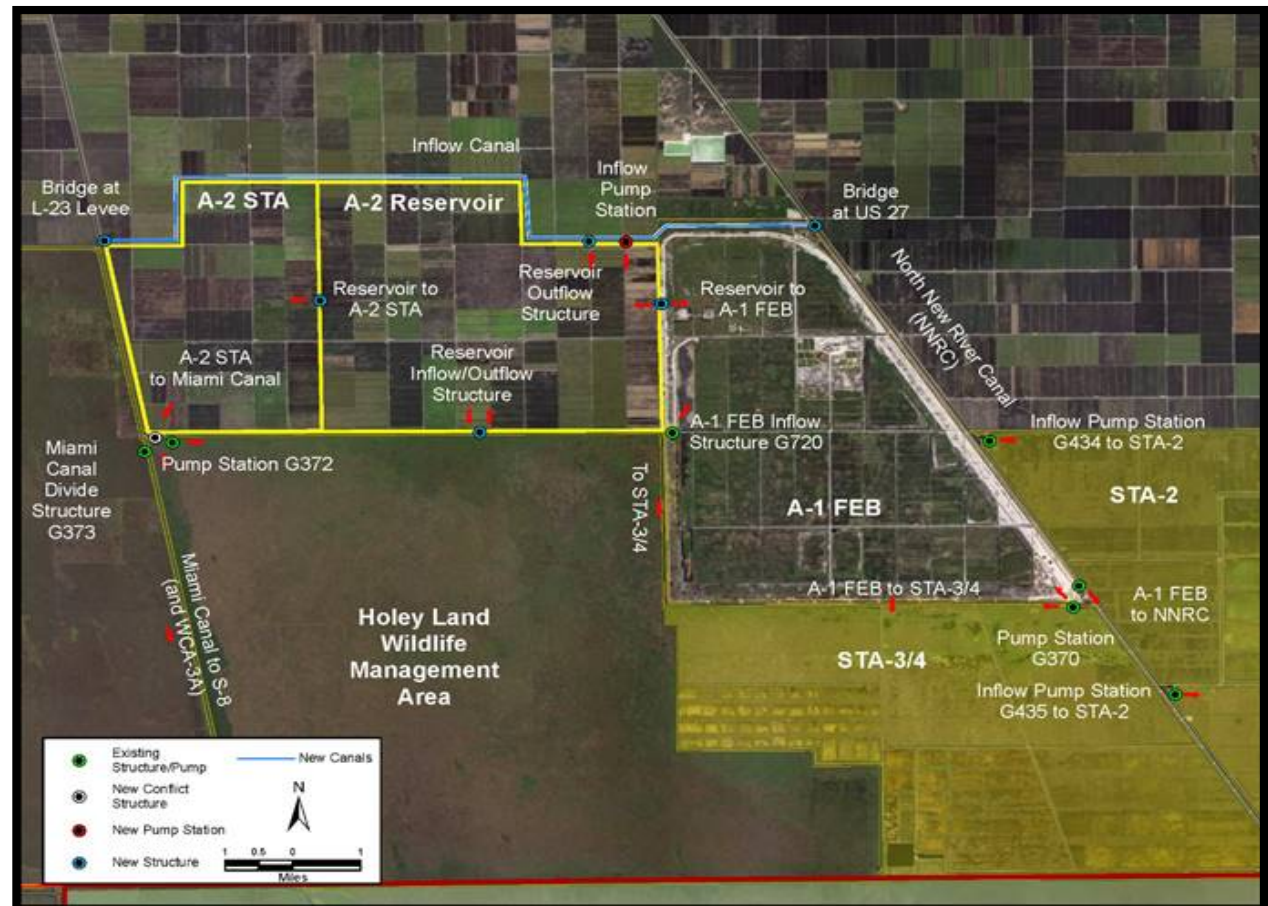 Inflow Canal
Inflow
Pump
Station
Bridge at
L-23 Levee
A-2 STA
A-2 Reservoir
Bridge
at US 27
North New River Canal
(NNRC)
Reservoir
Outflow
Structure
Reservoir to
A-2 STA
Reservoir to
A-1 FEB
A-2 STA
to Miami Canal
Reservoir
Inflow/Outflow
Structure
A-1 FEB Inflow
Structure G720
Inflow Pump Station
G434 to STA-2
Miami
Canal
Divide
Structure
G373
Pump Station G372
To STA-3/4
A-1 FEB
STA-2
Miami Canal to S-8
(and WCA-3A)
A-1 FEB to STA-3/4
A-1 FEB
to NNRC
Holey Land
Wildlife
Management
Area
Pump Station
G370
STA-3/4
Inflow Pump Station
G435 to STA-2
Existing
Structure/Pump
New Canals
New Conflict
Structure
N
New Pump Station
New Structure
1 0.5 0 1
Miles